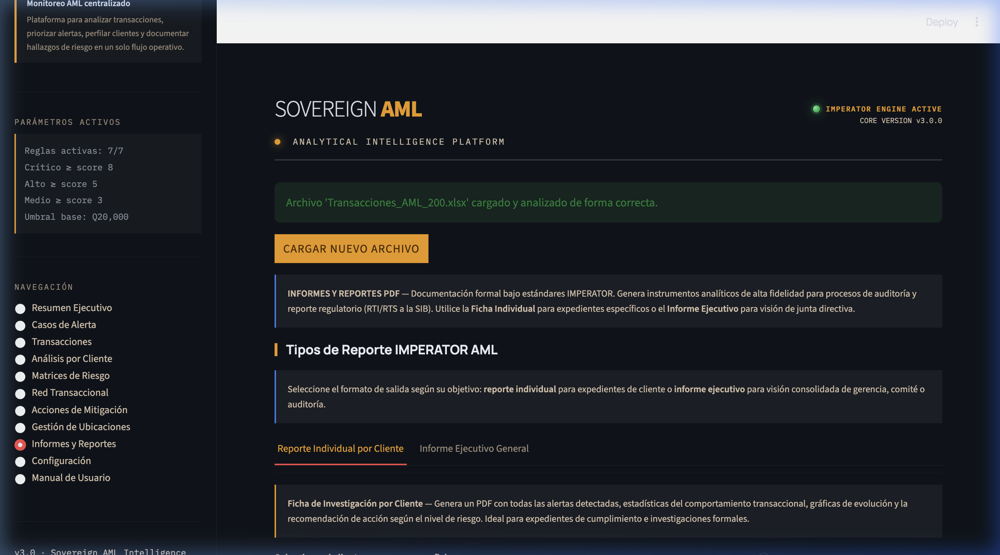 Monitoreo AML centralizado
Plataforma para analizar transacciones,
priorizar alertas, perfilar clientes y documentar
hallazgos de riesgo en un solo flujo operativo.
PARÁMETROS ACTIVOS
Reglas activas: 7/7
Crítico ≥ score 8
Alto ≥ score 5
Medio ≥ score 3
Umbral base: Q20,000
NAVEGACIÓN
Resumen Ejecutivo
Casos de Alerta
Transacciones
Análisis por Cliente
Matrices de Riesgo
Red Transaccional
Acciones de Mitigación
Gestión de Ubicaciones
Informes y Reportes
Configuración
Manual de Usuario
v3.0 · Sovereign AML Intelligence
Deploy
SOVEREIGN AML
IMPERATOR ENGINE ACTIVE
CORE VERSION v3.0.0
ANALYTICAL INTELLIGENCE PLATFORM
Archivo 'Transacciones_AML_200.xlsx' cargado y analizado de forma correcta.
CARGAR NUEVO ARCHIVO
INFORMES Y REPORTES PDF — Documentación formal bajo estándares IMPERATOR. Genera instrumentos analíticos de alta fidelidad para procesos de auditoría y
reporte regulatorio (RTI/RTS a la SIB). Utilice la Ficha Individual para expedientes específicos o el Informe Ejecutivo para visión de junta directiva.
Tipos de Reporte IMPERATOR AML
Seleccione el formato de salida según su objetivo: reporte individual para expedientes de cliente o informe ejecutivo para visión consolidada de gerencia, comité o
auditoría.
Reporte Individual por Cliente
Informe Ejecutivo General
Ficha de Investigación por Cliente — Genera un PDF con todas las alertas detectadas, estadísticas del comportamiento transaccional, gráficas de evolución y la
recomendación de acción según el nivel de riesgo. Ideal para expedientes de cumplimiento e investigaciones formales.